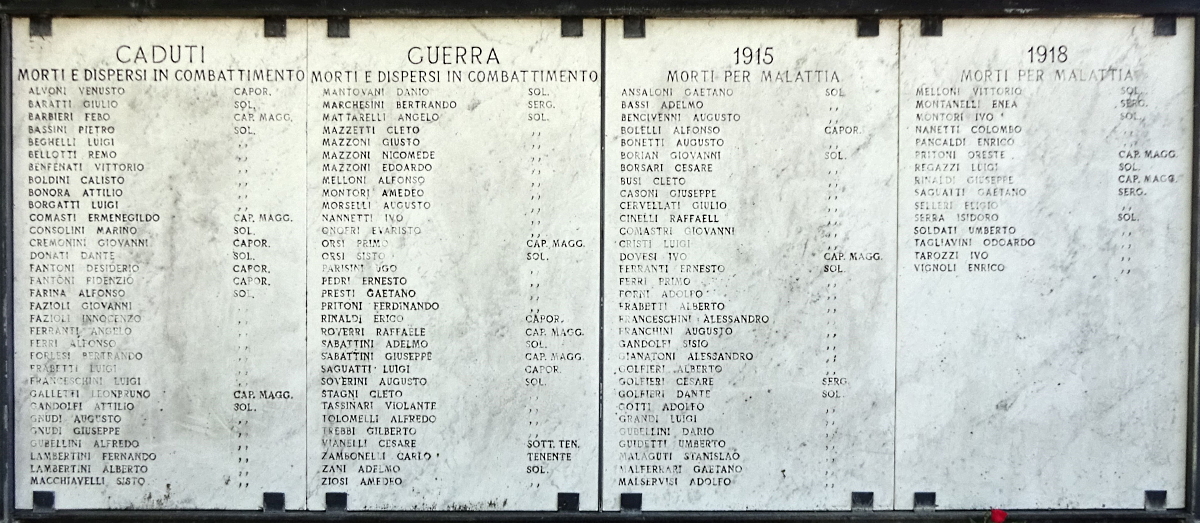 CADUTI
MORTI E DISPERSI IN COMBATTIMENTO
ALVONI VENUSTO CAPOR.
BARATTI GIULIO SOL.
BARBIERI FEBO CAP. MAGG.
BASSINI PIETRO SOL.
BEGHELLI LUIGI ,,
BELLOTTI REMO ,,
BENFENATI VITTORIO ,,
BOLDINI CALISTO ,,
BONORA ATTILIO ,,
BORGATTI LUIGI ,,
COMASTI ERMENEGILDO CAP. MAGG.
CONSOLINI MARINO SOL.
CREMONINI GIOVANNI CAPOR.
DONATI DANTE SOL.
FANTONI DESIDERIO CAPOR.
FANTONI FIDENZIO CAPOR.
FARINA ALFONSO SOL.
FAZIOLI GIOVANNI ,,
FAZIOLI INNOCENZO ,,
FERRANTI ANGELO ,,
FERRI ALFONSO ,,
FORLESI BERTRANDO ,,
FRABETTI LUIGI ,,
FRANCESCHINI LUIGI ,,
GALLETTI LEONBRUNO CAP. MAGG.
GANDOLFI ATTILIO SOL.
GNUDI AUGUSTO ,,
GNUDI GIUSEPPE ,,
GUBELLINI ALFREDO ,,
LAMBERTINI FERNANDO ,,
LAMBERTINI ALBERTO ,,
MACCHIAVELLI SISTO ,,
GUERRA
MORTI E DISPERSI IN COMBATTIMENTO
MANTOVANI DANIO SOL.
MARCHESINI BERTRANDO SERG.
MATTARELLI ANGELO SOL.
MAZZETTI CLETO ,,
MAZZONI GIUSTO ,,
MAZZONI NICOMEDE ,,
MAZZONI EDOARDO ,,
MELLONI ALFONSO ,,
MONTORI AMEDEO ,,
MORSELLI AUGUSTO ,,
NANNETTI IVO ,,
ONOFRI EVARISTO ,,
ORSI PRIMO CAP. MAGG.
ORSI SISTO SOL.
PARISINI UGO ,,
PEDRI ERNESTO ,,
PRESTI GAETANO ,,
PRITONI FERDINANDO ,,
RINALDI ERICO CAPOR.
ROVERRI RAFFAELE CAP. MAGG.
SABATTINI ADELMO SOL.
SABATTINI GIUSEPPE CAP. MAGG.
SAGUATTI LUIGI CAPOR.
SOVERINI AUGUSTO SOL.
STAGNI CLETO ,,
TASSINARI VIOLANTE ,,
TOLOMELLI ALFREDO ,,
TREBBI GILBERTO ,,
VIANELLI CESARE SOTT. TEN.
ZAMBONELLI CARLO TENENTE
ZANI ADELMO SOL.
ZIOSI AMEDEO ,,
1915
MORTI PER MALATTIA
ANSALONI GAETANO SOL.
BASSI ADELMO ,,
BENCIVENNI AUGUSTO ,,
BOLELLI ALFONSO CAPOR.
BONETTI AUGUSTO ,,
BORIAN GIOVANNI SOL.
BORSARI CESARE ,,
BUSI CLETO ,,
CASONI GIUSEPPE ,,
CERVELLATI GIULIO ,,
CINELLI RAFFAELL ,,
COMASTRI GIOVANNI ,,
CRISTI LUIGI ,,
DOVESI IVO CAP. MAGG.
FERRANTI ERNESTO SOL.
FERRI PRIMO ,,
FORNI ADOLFO ,,
FRABETTI ALBERTO ,,
FRANCESCHINI ALESSANDRO ,,
FRANCHINI AUGUSTO ,,
GANDOLFI SISIO ,,
GIANATONI ALESSANDRO ,,
GOLFIERI ALBERTO ,,
GOLFIERI CESARE SERG.
GOLFIERI DANTE SOL.
GOTTI ADOLFO ,,
GRANDI LUIGI ,,
GUBELLINI DARIO ,,
GUIDETTI UMBERTO ,,
MALAGUTI STANISLAO ,,
MALFERRARI GAETANO ,,
MALSERVISI ADOLFO ,,
1918
MORTI PER MALATTIA
MELLONI VITTORIO SOL.
MONTANELLI ENEA SERG.
MONTORI IVO SOL.
NANETTI COLOMBO ,,
PANCALDI ENRICO ,,
PRITONI ORESTE CAP. MAGG.
REGAZZI LUIGI SOL.
RINALDI GIUSEPPE CAP. MAGG.
SAGUATTI GAETANO SERG.
SELLERI ELIGIO ,,
SERRA ISIDORO SOL.
SOLDATI UMBERTO ,,
TAGLIAVINI ODOARDO ,,
TAROZZI IVO ,,
VIGNOLI ENRICO ,,